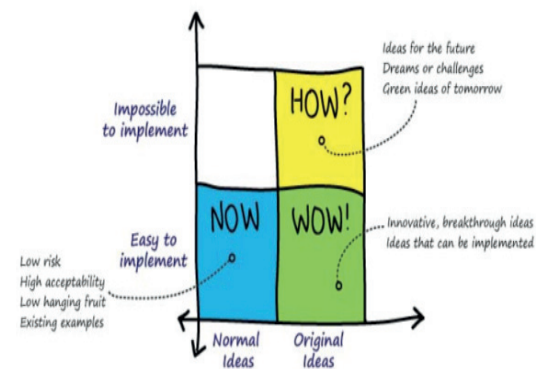 Ideas for the future
Dreams or challenges
Green ideas of tomorrow
HOW?
Impossible
to implement
NOW
WOW!
Innovative, breakthrough ideas
Ideas that can be implemented
Easy to
implement
Low risk
High acceptability
Low hanging fruit
Existing examples
Normal
Ideas
Original
Ideas